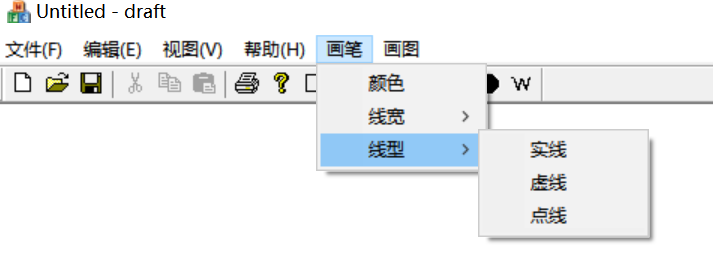 Untitled - draft
文件(F) 编辑(E) 视图(V) 帮助(H) 画笔 画图
颜色
线宽
线型
实线
虚线
点线